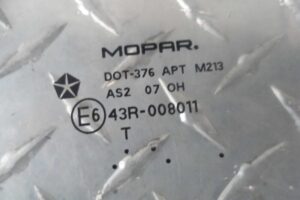 MOPAR.
DOT-376 APT M213
AS2 07 OH
E6 43R-008011
T